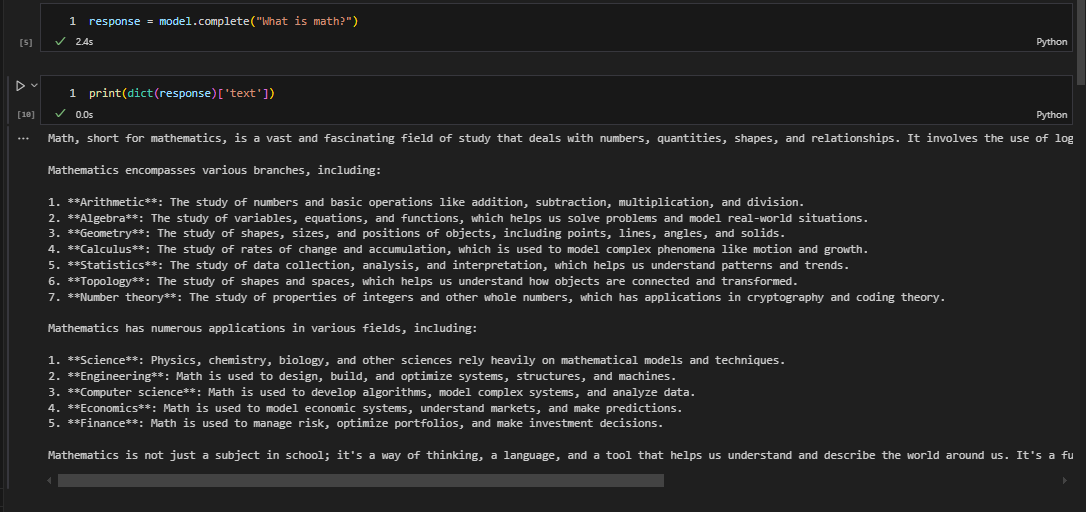 1 response = model.complete("What is math?")
[5] 2.4s Python
1 print(dict(response)['text'])
[10] 0.0s Python
... Math, short for mathematics, is a vast and fascinating field of study that deals with numbers, quantities, shapes, and relationships. It involves the use of log
Mathematics encompasses various branches, including:
1. **Arithmetic**: The study of numbers and basic operations like addition, subtraction, multiplication, and division.
2. **Algebra**: The study of variables, equations, and functions, which helps us solve problems and model real-world situations.
3. **Geometry**: The study of shapes, sizes, and positions of objects, including points, lines, angles, and solids.
4. **Calculus**: The study of rates of change and accumulation, which is used to model complex phenomena like motion and growth.
5. **Statistics**: The study of data collection, analysis, and interpretation, which helps us understand patterns and trends.
6. **Topology**: The study of shapes and spaces, which helps us understand how objects are connected and transformed.
7. **Number theory**: The study of properties of integers and other whole numbers, which has applications in cryptography and coding theory.
Mathematics has numerous applications in various fields, including:
1. **Science**: Physics, chemistry, biology, and other sciences rely heavily on mathematical models and techniques.
2. **Engineering**: Math is used to design, build, and optimize systems, structures, and machines.
3. **Computer science**: Math is used to develop algorithms, model complex systems, and analyze data.
4. **Economics**: Math is used to model economic systems, understand markets, and make predictions.
5. **Finance**: Math is used to manage risk, optimize portfolios, and make investment decisions.
Mathematics is not just a subject in school; it's a way of thinking, a language, and a tool that helps us understand and describe the world around us. It's a fu